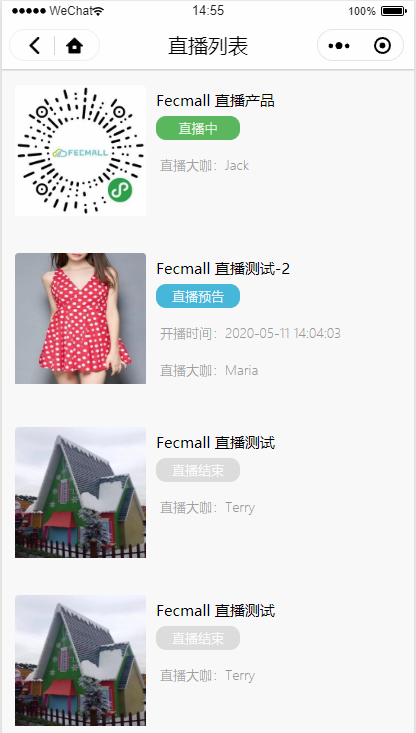 WeChat
14:55
100%
直播列表
FECMALL
Fecmall 直播产品
直播中
直播大咖：Jack
Fecmall 直播测试-2
直播预告
开播时间：2020-05-11 14:04:03
直播大咖：Maria
Fecmall 直播测试
直播结束
直播大咖：Terry
Fecmall 直播测试
直播结束
直播大咖：Terry